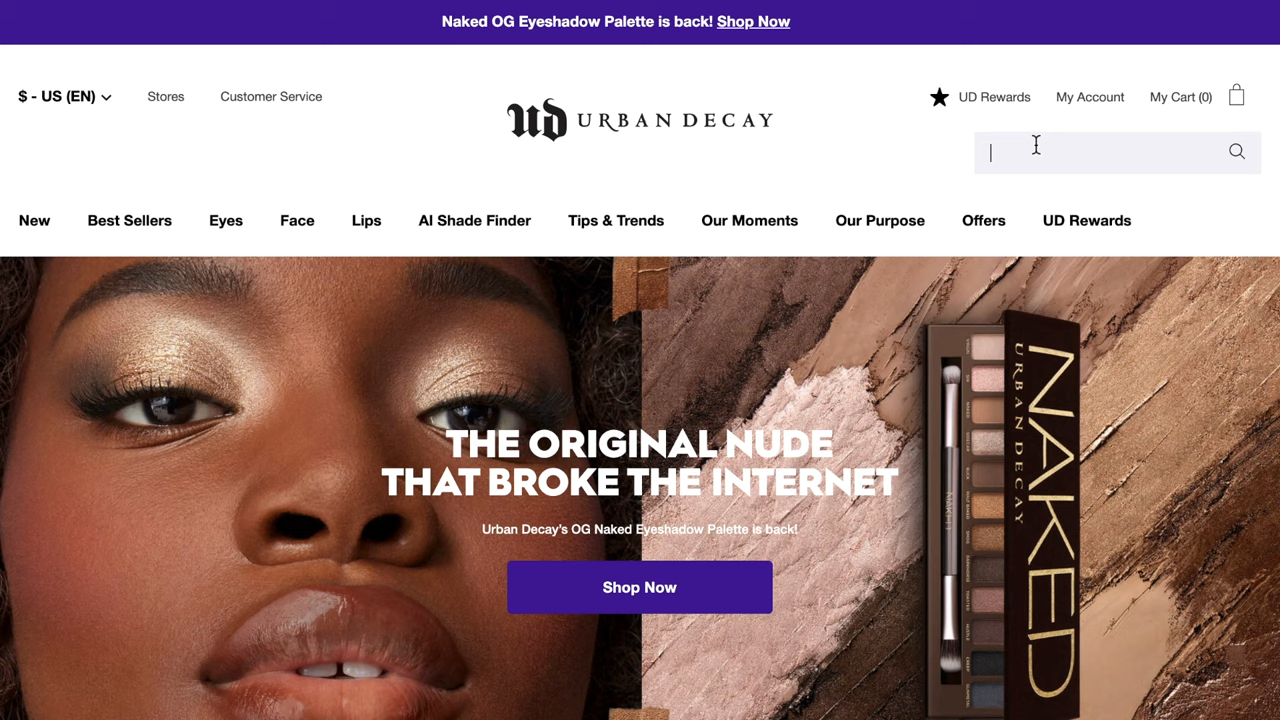 Naked OG Eyeshadow Palette is back! Shop Now
$ - US (EN)
Stores
Customer Service
ud URBAN DECAY
UD Rewards
My Account
My Cart (0)
New
Best Sellers
Eyes
Face
Lips
AI Shade Finder
Tips & Trends
Our Moments
Our Purpose
Offers
UD Rewards
THE ORIGINAL NUDE
THAT BROKE THE INTERNET
Urban Decay's OG Naked Eyeshadow Palette is back!
Shop Now
NAKED
URBAN DECAY